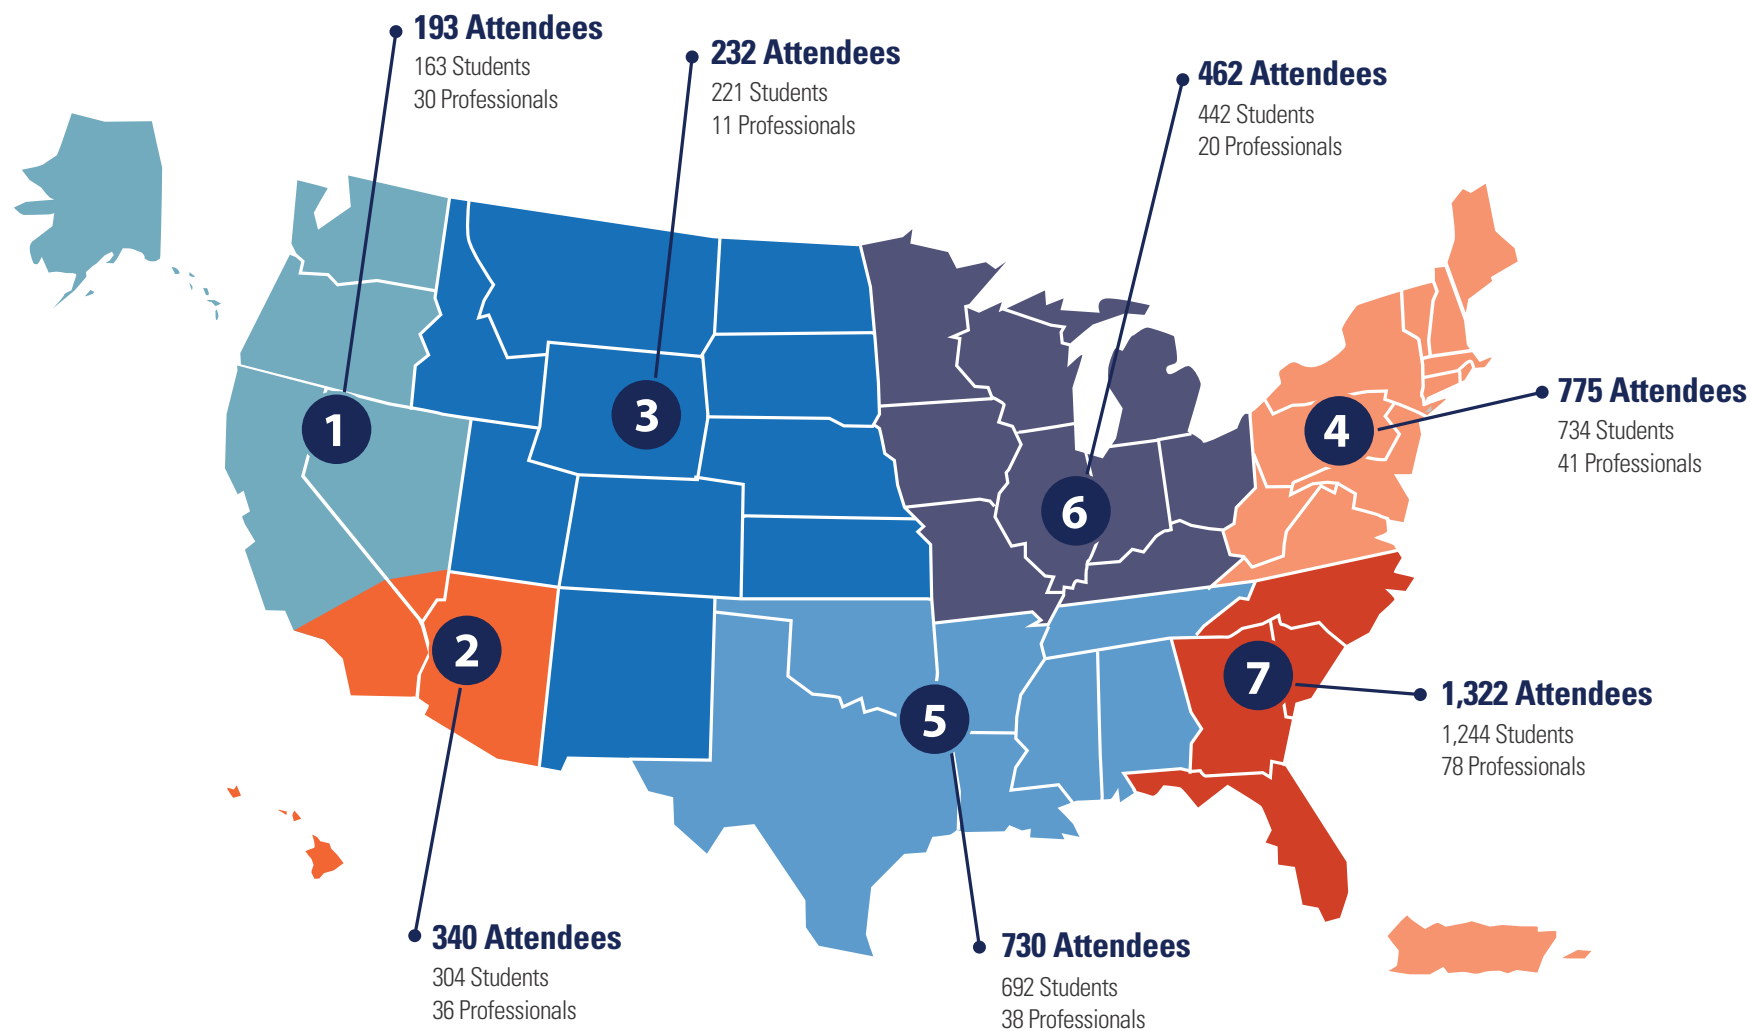 193 Attendees
163 Students
30 Professionals
232 Attendees
221 Students
11 Professionals
462 Attendees
442 Students
20 Professionals
775 Attendees
734 Students
41 Professionals
1
3
4
6
2
7
5
1,322 Attendees
1,244 Students
78 Professionals
340 Attendees
304 Students
36 Professionals
730 Attendees
692 Students
38 Professionals